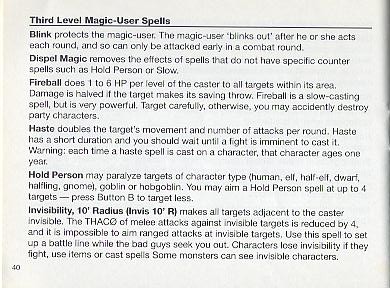 Third Level Magic-User Spells
Blink protects the magic-user. The magic-user 'blinks out' after he or she acts
each round, and so can only be attacked early in a combat round.
Dispel Magic removes the effects of spells that do not have specific counter
spells such as Hold Person or Slow.
Fireball does 1 to 6 HP per level of the caster to all targets within its area.
Damage is halved if the target makes its saving throw. Fireball is a slow-casting
spell, but is very powerful. Target carefully, otherwise, you may accidently destroy
party characters.
Haste doubles the target's movement and number of attacks per round. Haste
has a short duration and you should wait until a fight is imminent to cast it.
Warning: each time a haste spell is cast on a character, that character ages one
year.
Hold Person may paralyze targets of character type (human, elf, half-elf, dwarf,
halfling, gnome), goblin or hobgoblin. You may aim a Hold Person spell at up to 4
targets — press Button B to target less.
Invisibility, 10' Radius (Invis 10' R) makes all targets adjacent to the caster
invisible. The THACØ of melee attacks against invisible targets is reduced by 4,
and it is impossible to aim ranged attacks at invisible targets. Use this spell to set
up a battle line while the bad guys seek you out. Characters lose invisibility if they
fight, use items or cast spells Some monsters can see invisible characters.
40